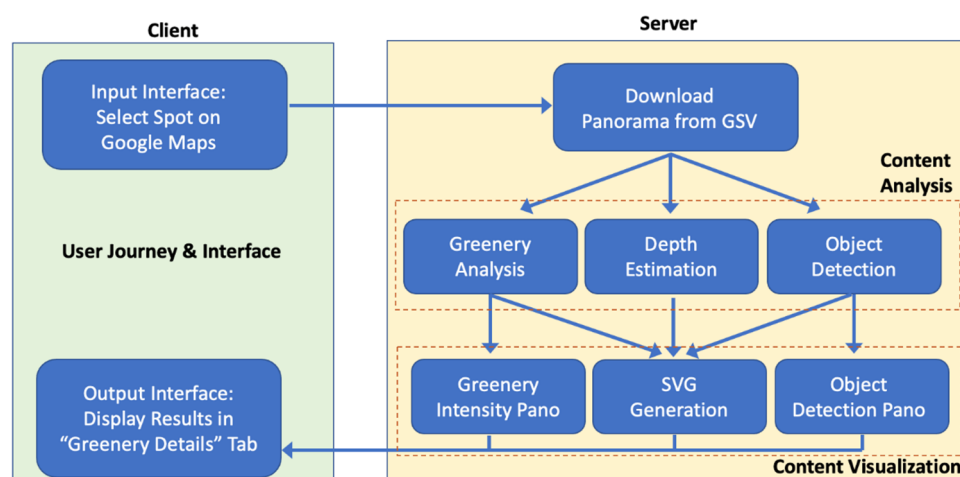 Client
Server
Input Interface:
Select Spot on
Google Maps
Download
Panorama from GSV
Content
Analysis
User Journey & Interface
Greenery
Analysis
Depth
Estimation
Object
Detection
Output Interface:
Display Results in
“Greenery Details” Tab
Greenery
Intensity Pano
SVG
Generation
Object
Detection Pano
Content Visualization